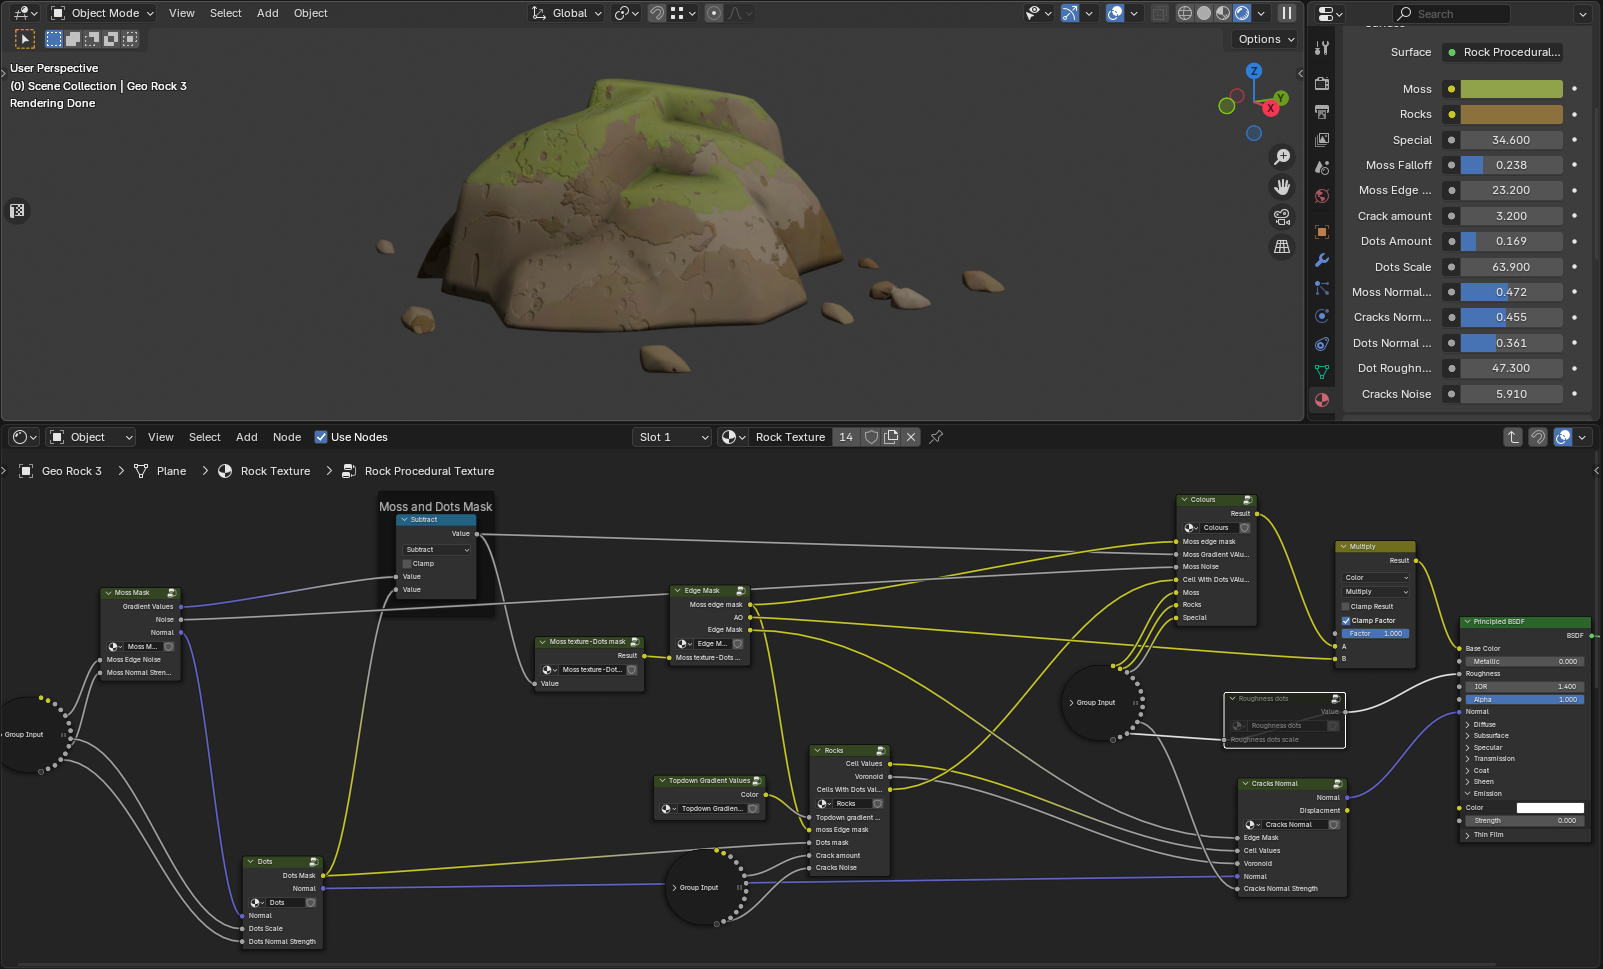 Object Mode
View
Select
Add
Object
Global
Options
User Perspective
(0) Scene Collection | Geo Rock 3
Rendering Done
Z
Y
X
Search
Surface
Rock Procedural...
Moss
Rocks
Special
34.600
Moss Falloff
0.238
Moss Edge ...
23.200
Crack amount
3.200
Dots Amount
0.169
Dots Scale
63.900
Moss Normal...
0.472
Cracks Norm...
0.455
Dots Normal ...
0.361
Dot Roughn...
47.300
Cracks Noise
5.910
Object
View
Select
Add
Node
Use Nodes
Slot 1
Rock Texture
14
Geo Rock 3
Plane
Rock Texture
Rock Procedural Texture
Moss and Dots Mask
Subtract
Value
Subtract
Clamp
Value
Value
Moss Mask
Gradient Values
Noise
Normal
Moss M...
Moss Edge Noise
Moss Normal Stren...
Group Input
Dots
Dots Mask
Normal
Dots
Normal
Dots Scale
Dots Normal Strength
Moss texture-Dots mask
Result
Moss texture-Dot...
Value
Edge Mask
Moss edge mask
AO
Edge Mask
Edge M...
Moss texture-Dots ...
Topdown Gradient Values
Color
Topdown Gradien...
Rocks
Cell Values
Voronoid
Cells With Dots Val...
Rocks
Topdown gradient ...
moss Edge mask
Dots mask
Crack amount
Cracks Noise
Group Input
Colours
Result
Colours
Moss edge mask
Moss Gradient VAlu...
Moss Noise
Cell With Dots VAlu...
Moss
Rocks
Special
Group Input
Multiply
Result
Color
Multiply
Clamp Result
Clamp Factor
Factor 1.000
A
B
Roughness dots
Value
Roughness dots
Roughness dots scale
Cracks Normal
Normal
Displacment
Cracks Normal
Edge Mask
Cell Values
Voronoid
Normal
Cracks Normal Strength
Principled BSDF
BSDF
Base Color
Metallic 0.000
Roughness
IOR 1.400
Alpha 1.000
Normal
Diffuse
Subsurface
Specular
Transmission
Coat
Sheen
Emission
Color
Strength 0.000
Thin Film